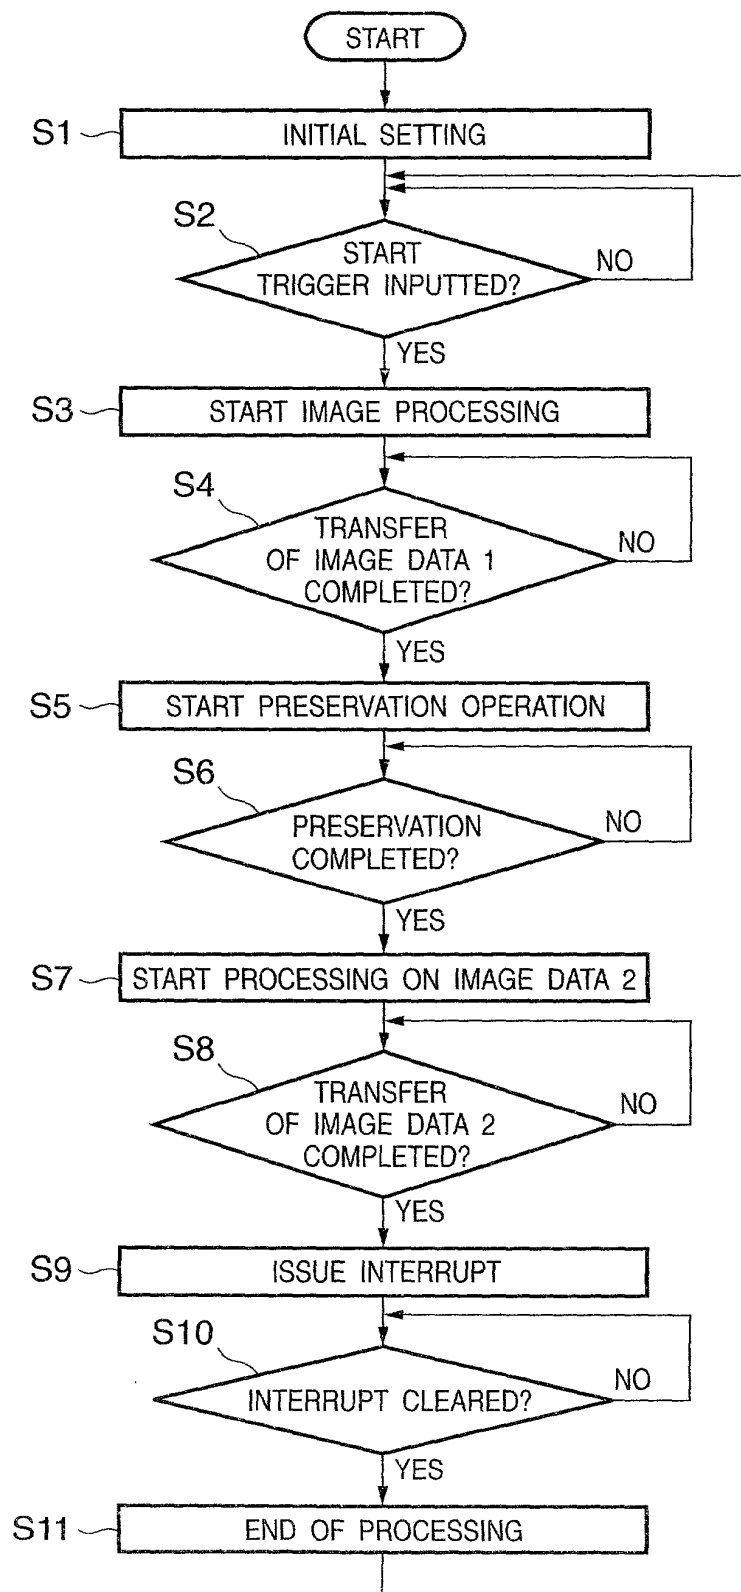 START
S1
INITIAL SETTING
S2
START
TRIGGER INPUTTED?
NO
YES
S3
START IMAGE PROCESSING
S4
TRANSFER
OF IMAGE DATA 1
COMPLETED?
NO
YES
S5
START PRESERVATION OPERATION
S6
PRESERVATION
COMPLETED?
NO
YES
S7
START PROCESSING ON IMAGE DATA 2
S8
TRANSFER
OF IMAGE DATA 2
COMPLETED?
NO
YES
S9
ISSUE INTERRUPT
S10
INTERRUPT CLEARED?
NO
YES
S11
END OF PROCESSING